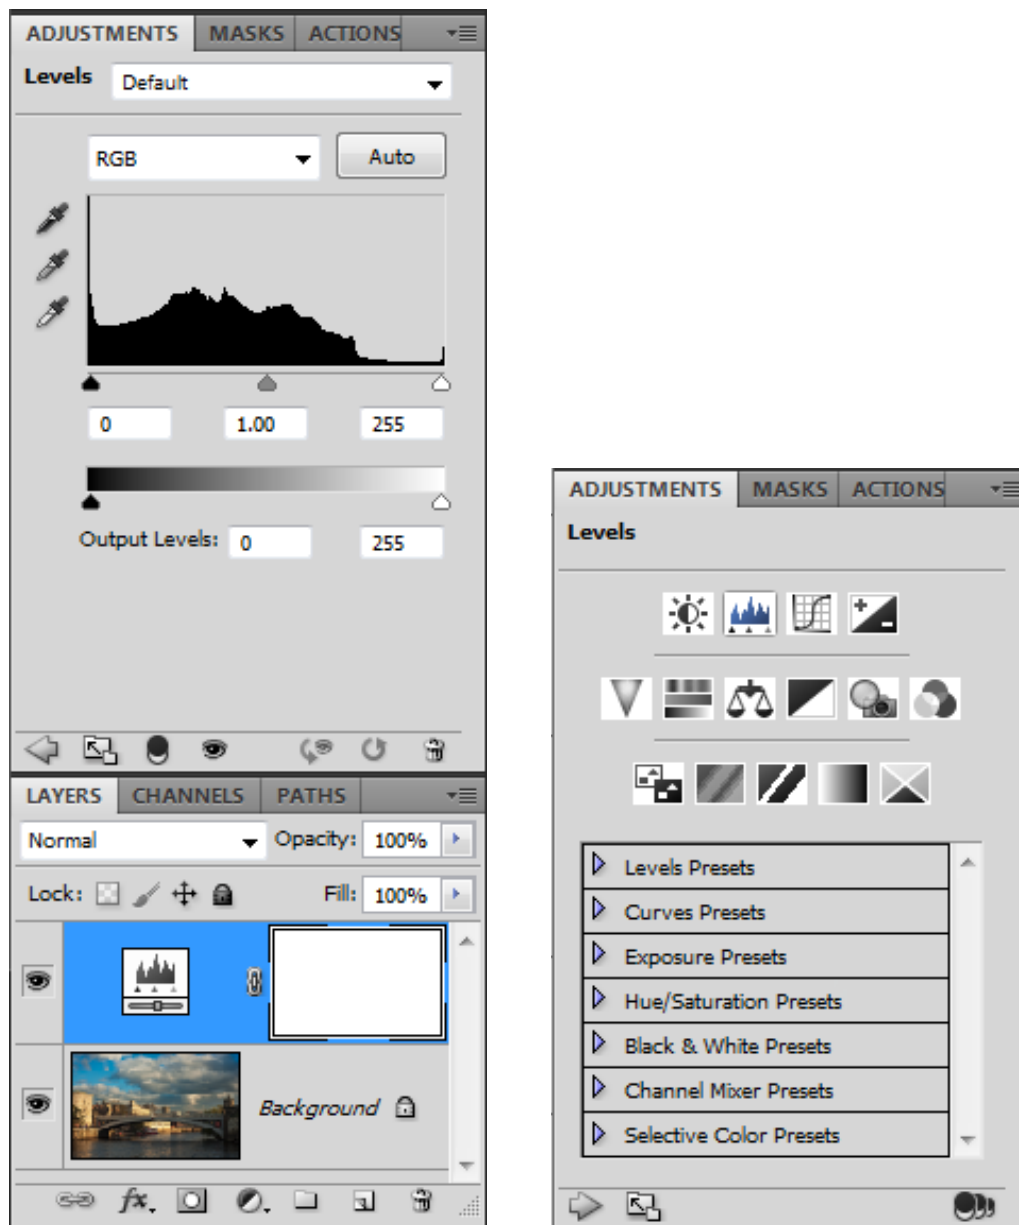 ADJUSTMENTS MASKS ACTIONS
Levels Default
RGB Auto
0 1.00 255
Output Levels: 0 255
LAYERS CHANNELS PATHS
Normal Opacity: 100%
Lock: Fill: 100%
Background
fx.
ADJUSTMENTS MASKS ACTIONS
Levels
Levels Presets
Curves Presets
Exposure Presets
Hue/Saturation Presets
Black & White Presets
Channel Mixer Presets
Selective Color Presets